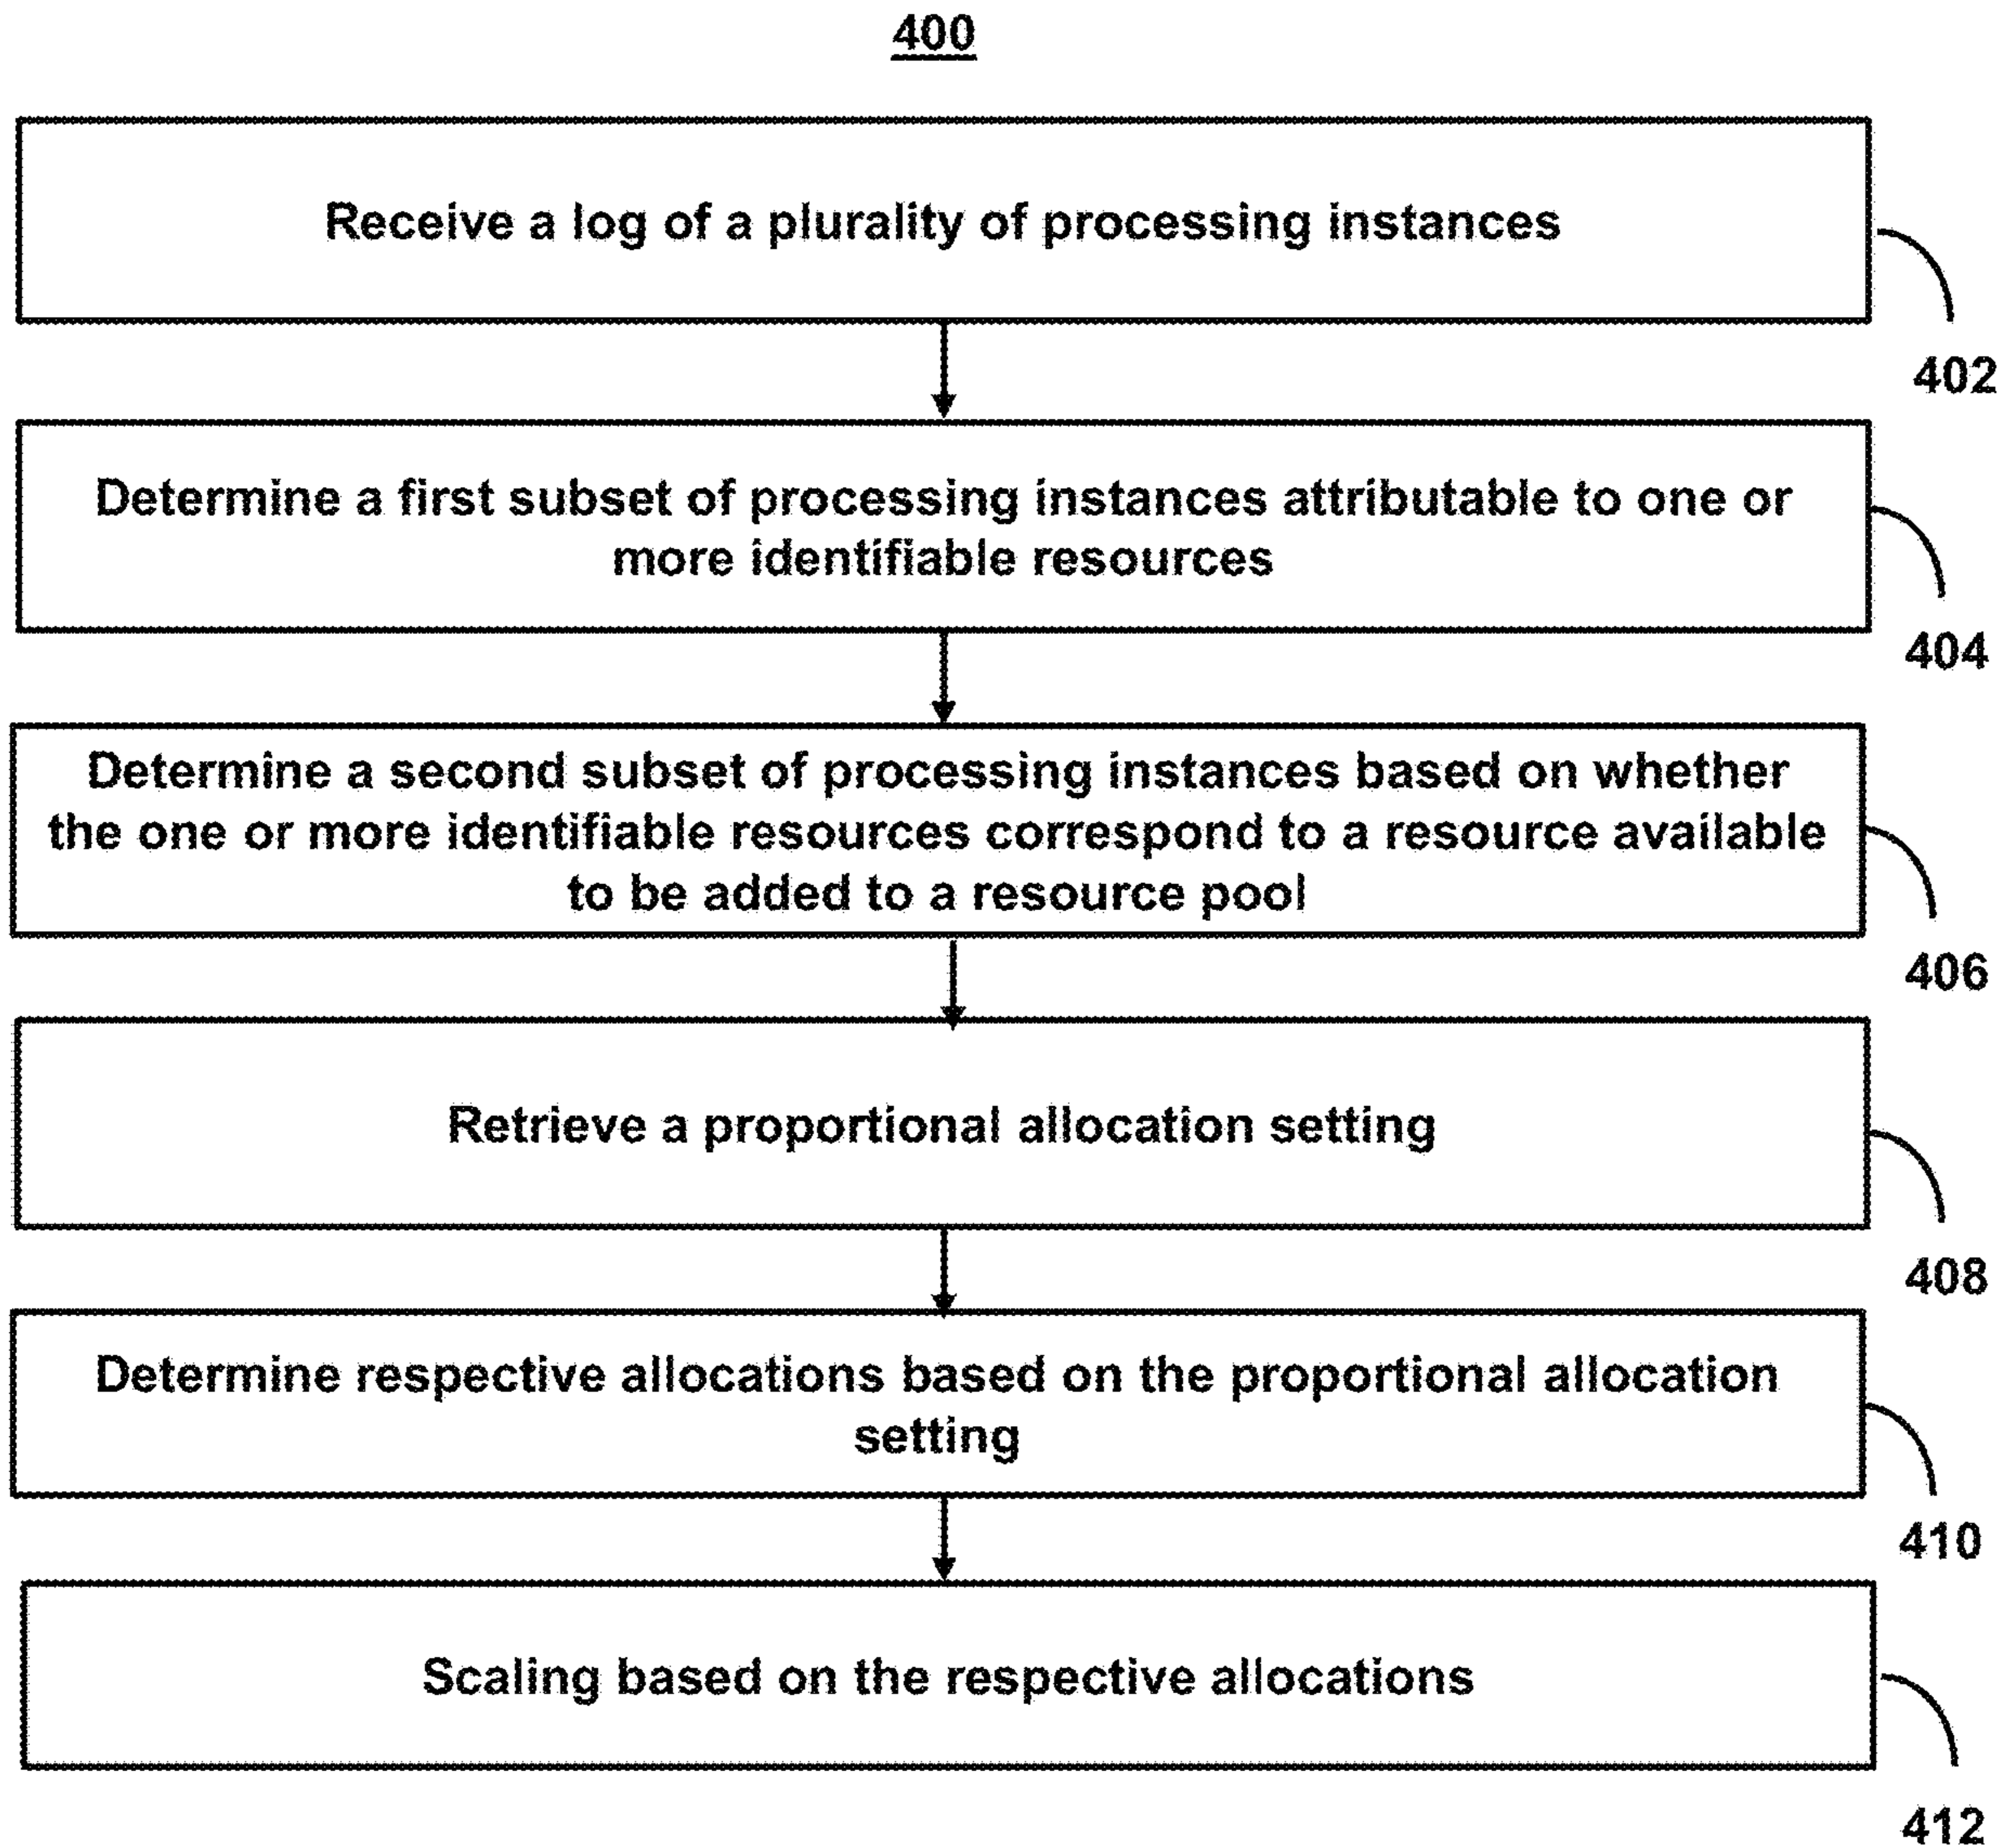 400
Receive a log of a plurality of processing instances
402
Determine a first subset of processing instances attributable to one or
more identifiable resources
404
Determine a second subset of processing instances based on whether
the one or more identifiable resources correspond to a resource available
to be added to a resource pool
406
Retrieve a proportional allocation setting
408
Determine respective allocations based on the proportional allocation
setting
410
Scaling based on the respective allocations
412